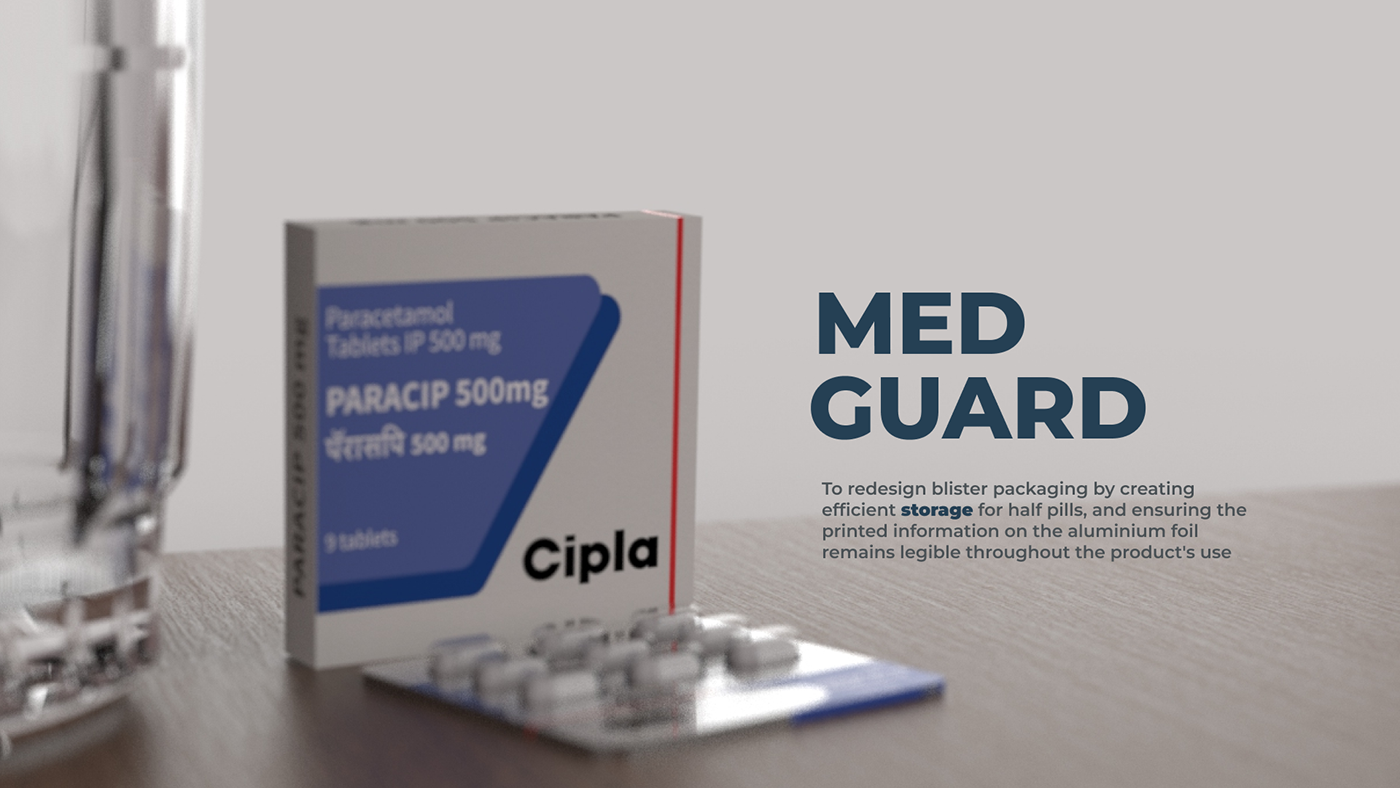 PARACIP 500 mg
Paracetamol
Tablets IP 500 mg
PARACIP 500mg
पॅरासिप 500 mg
9 tablets
Cipla
MED
GUARD
To redesign blister packaging by creating
efficient storage for half pills, and ensuring the
printed information on the aluminium foil
remains legible throughout the product's use